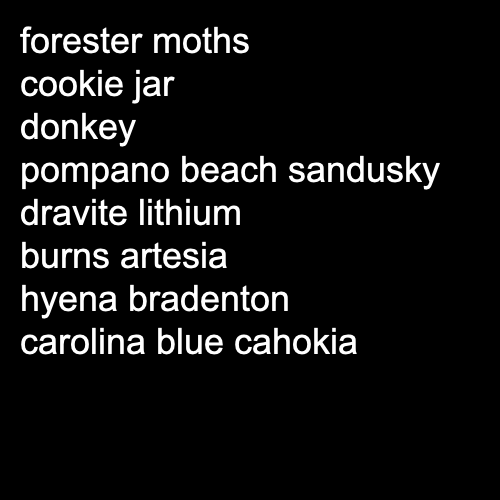 forester moths
cookie jar
donkey
pompano beach sandusky
dravite lithium
burns artesia
hyena bradenton
carolina blue cahokia